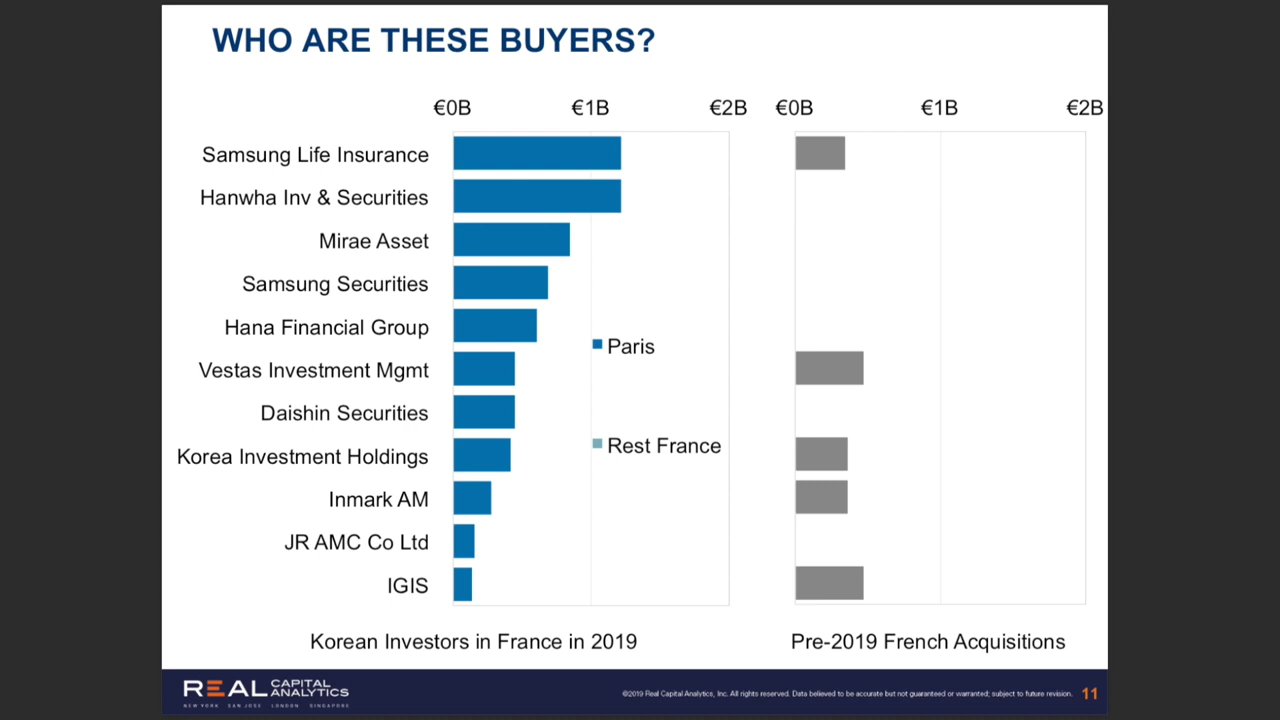 WHO ARE THESE BUYERS?
€0B €1B €2B €0B €1B €2B
Samsung Life Insurance
Hanwha Inv & Securities
Mirae Asset
Samsung Securities
Hana Financial Group
Paris
Vestas Investment Mgmt
Daishin Securities
Rest France
Korea Investment Holdings
Inmark AM
JR AMC Co Ltd
IGIS
Korean Investors in France in 2019
Pre-2019 French Acquisitions
REAL CAPITAL ANALYTICS
NEW YORK SAN JOSE LONDON SINGAPORE
©2019 Real Capital Analytics, Inc. All rights reserved. Data believed to be accurate but not guaranteed or warranted; subject to future revision. 11